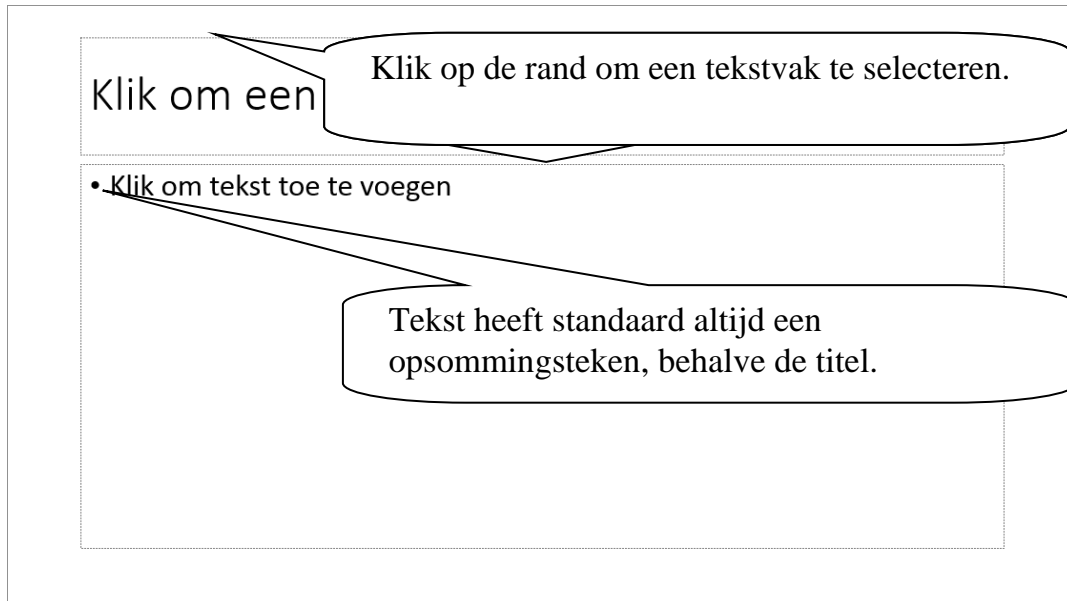 Klik op de rand om een tekstvak te selecteren.
Klik om een
• Klik om tekst toe te voegen
Tekst heeft standaard altijd een
opsommingsteken, behalve de titel.